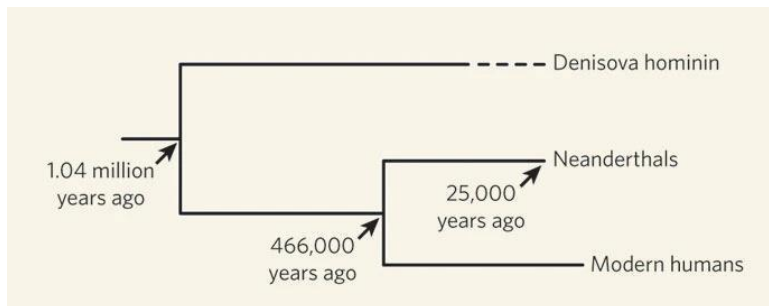 Denisova hominin
Neanderthals
1.04 million
years ago
25,000
years ago
466,000
years ago
Modern humans